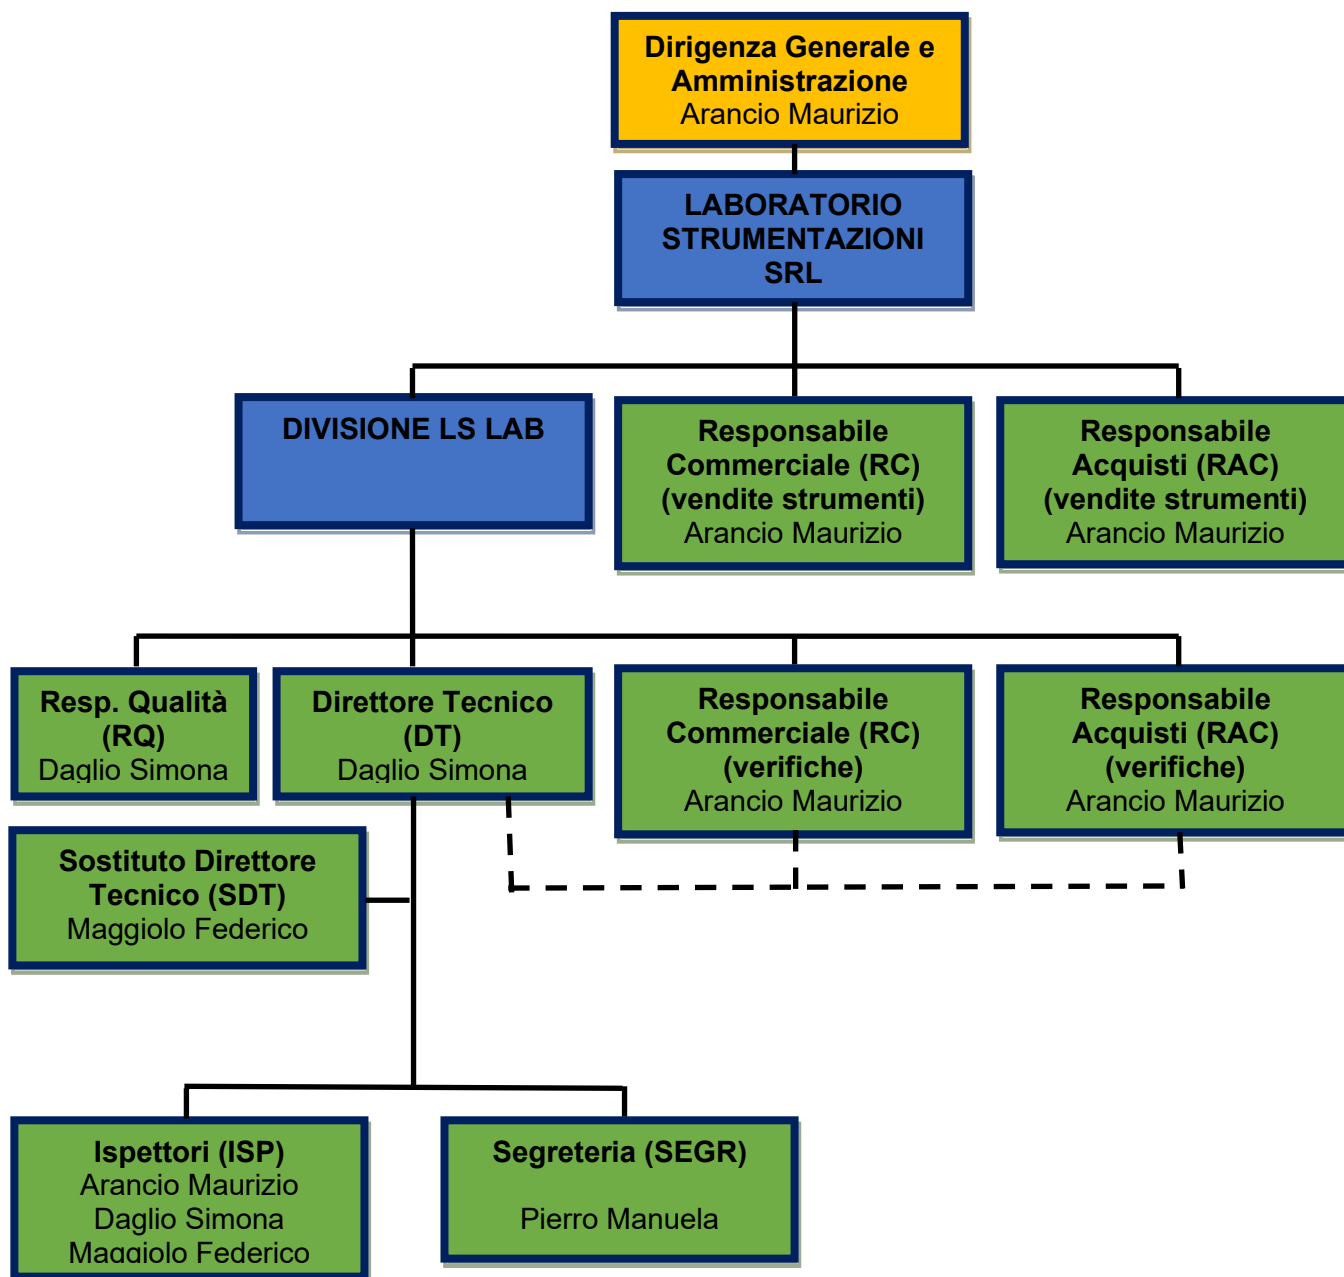 Dirigenza Generale e
Amministrazione
Arancio Maurizio
LABORATORIO
STRUMENTAZIONI
SRL
DIVISIONE LS LAB
Responsabile
Commerciale (RC)
(vendite strumenti)
Arancio Maurizio
Responsabile
Acquisti (RAC)
(vendite strumenti)
Arancio Maurizio
Resp. Qualità
(RQ)
Daglio Simona
Direttore Tecnico
(DT)
Daglio Simona
Responsabile
Commerciale (RC)
(verifiche)
Arancio Maurizio
Responsabile
Acquisti (RAC)
(verifiche)
Arancio Maurizio
Sostituto Direttore
Tecnico (SDT)
Maggiolo Federico
Ispettori (ISP)
Arancio Maurizio
Daglio Simona
Maggiolo Federico
Segreteria (SEGR)
Pierro Manuela